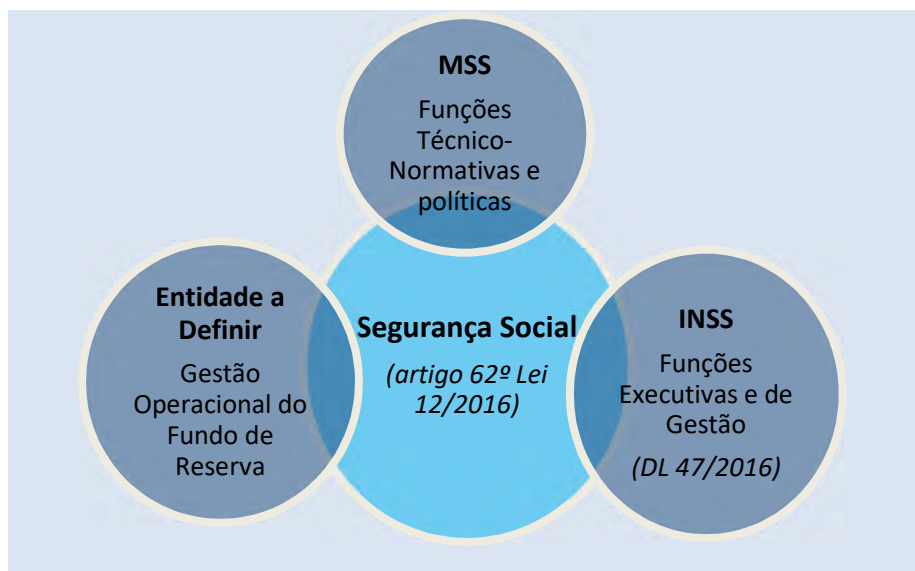 MSS
Funções
Técnico-
Normativas e
políticas
Entidade a
Definir
Gestão
Operacional do
Fundo de
Reserva
Segurança Social
(artigo 62º Lei
12/2016)
INSS
Funções
Executivas e de
Gestão
(DL 47/2016)